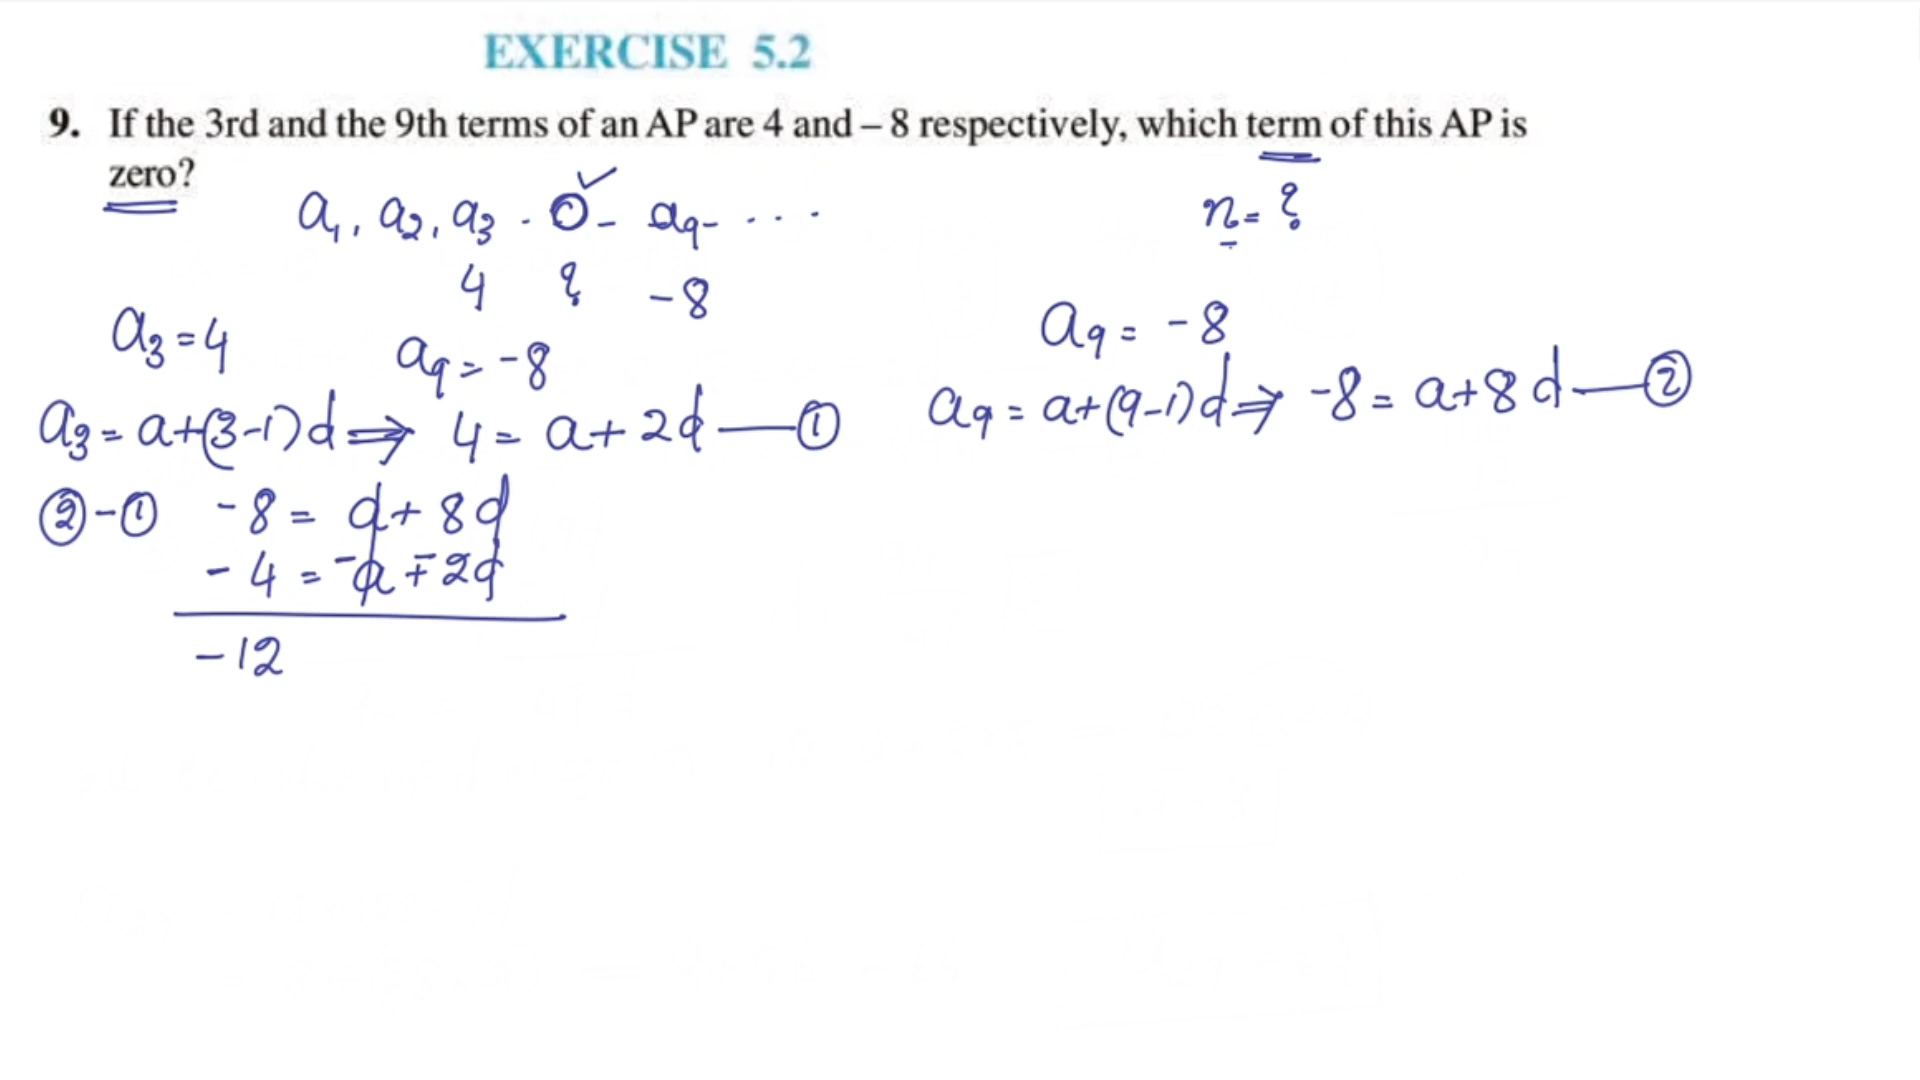 EXERCISE 5.2
9. If the 3rd and the 9th terms of an AP are 4 and – 8 respectively, which term of this AP is
zero?
a₁, a₂, a₃ . 0 - a₉- ...
n = ?
4 ? -8
a₃ = 4
a₉ = -8
a₉ = -8
a₃ = a+(3-1)d ⇒ 4 = a+2d —①
a₉ = a+(9-1)d ⇒ -8 = a+8d —②
②-① -8 = a+8d
- 4 = -a ∓ 2d
-12